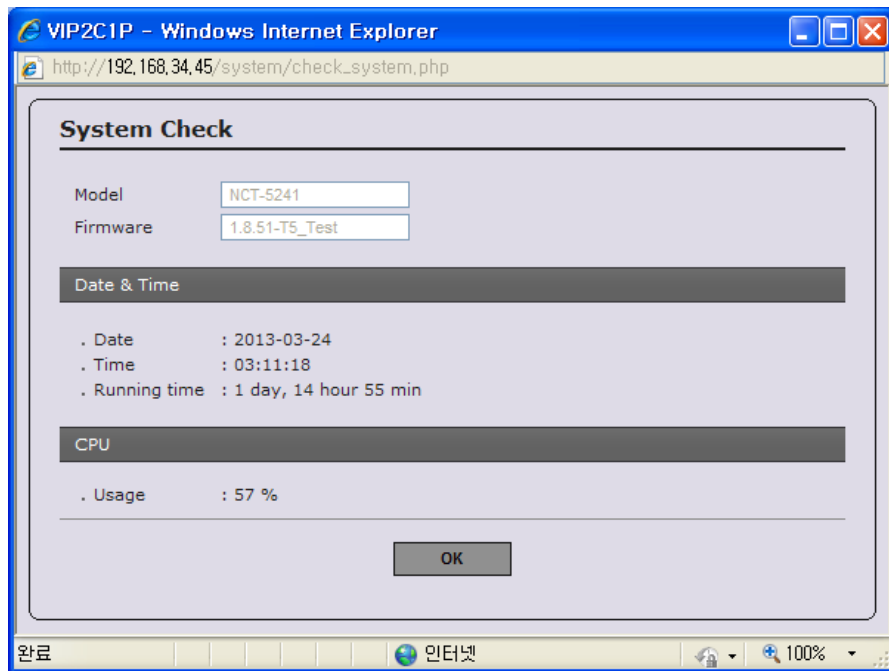 VIP2C1P - Windows Internet Explorer
http://192,168,34,45/system/check_system,php
System Check
Model NCT-5241
Firmware 1.8.51-T5_Test
Date & Time
. Date : 2013-03-24
. Time : 03:11:18
. Running time : 1 day, 14 hour 55 min
CPU
. Usage : 57 %
OK
완료 인터넷 100%